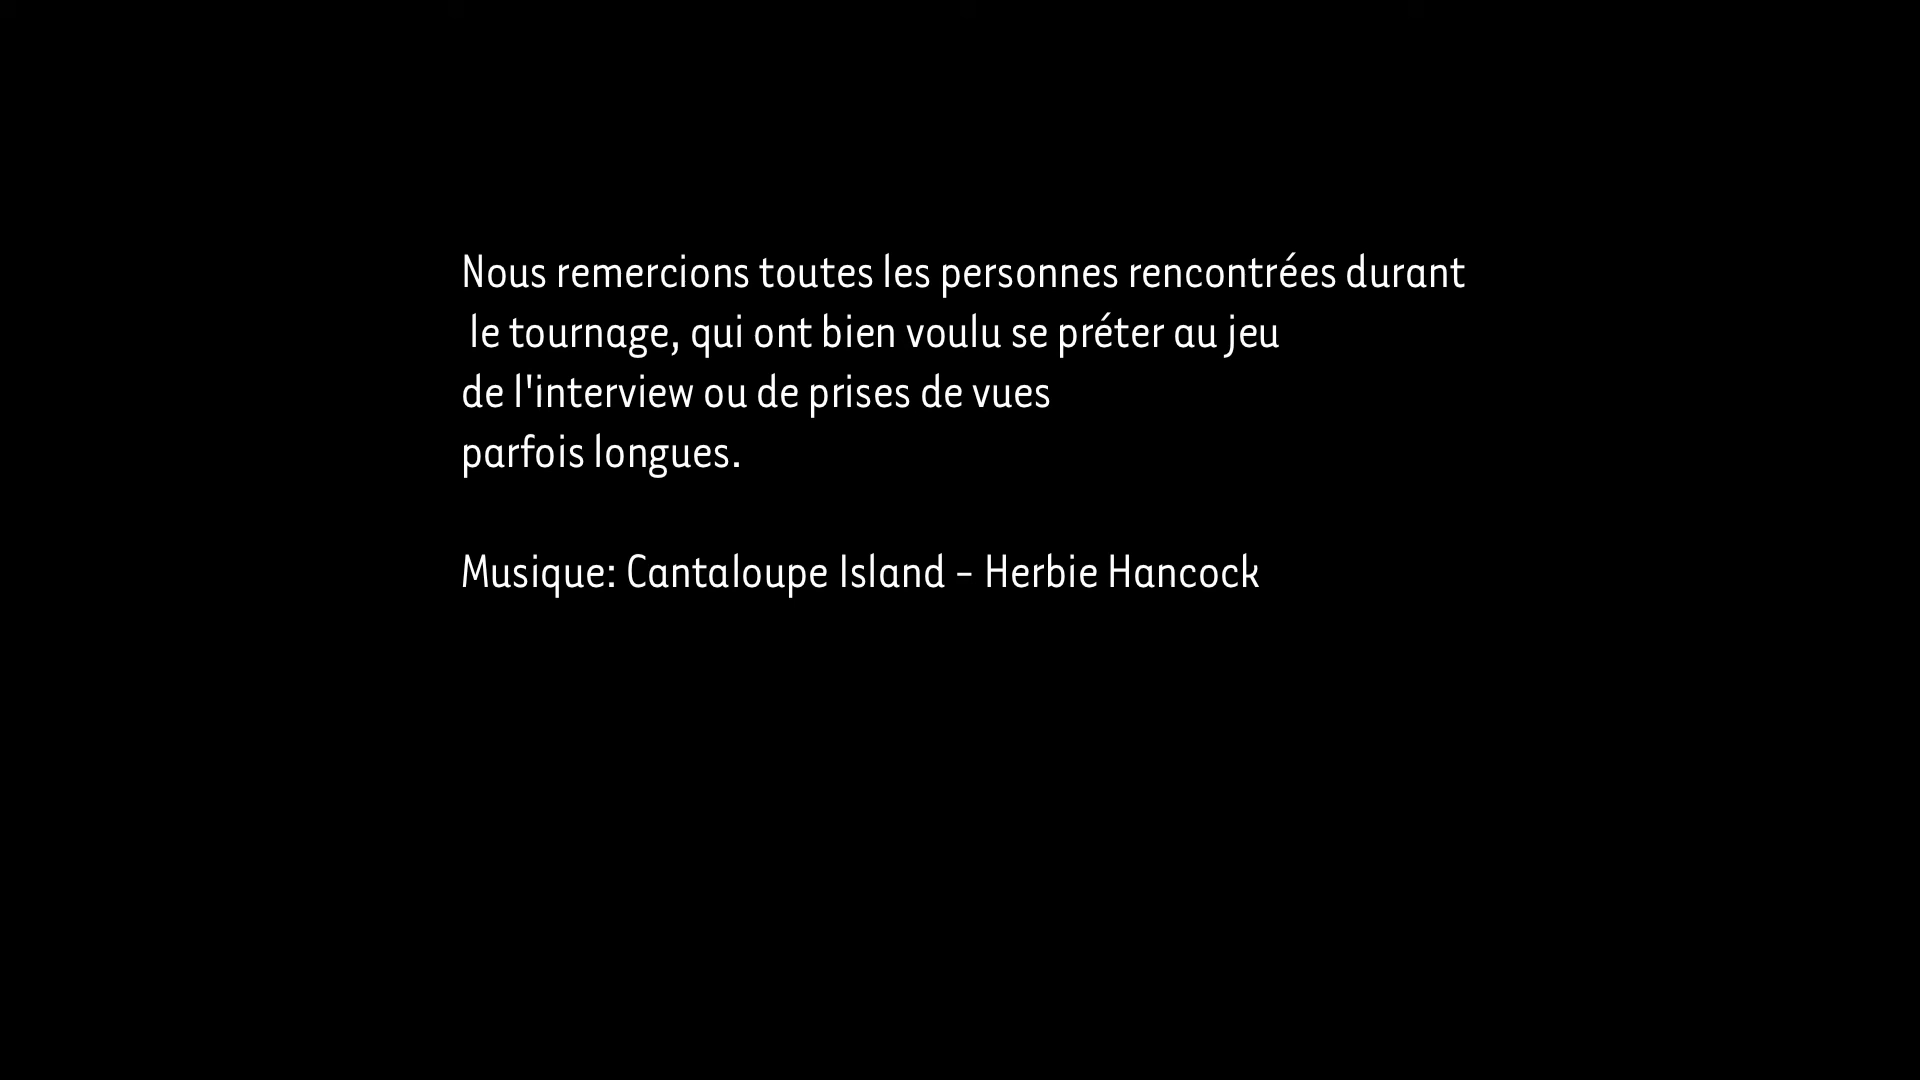 Nous remercions toutes les personnes rencontrées durant
le tournage, qui ont bien voulu se préter au jeu
de l'interview ou de prises de vues
parfois longues.
Musique: Cantaloupe Island - Herbie Hancock